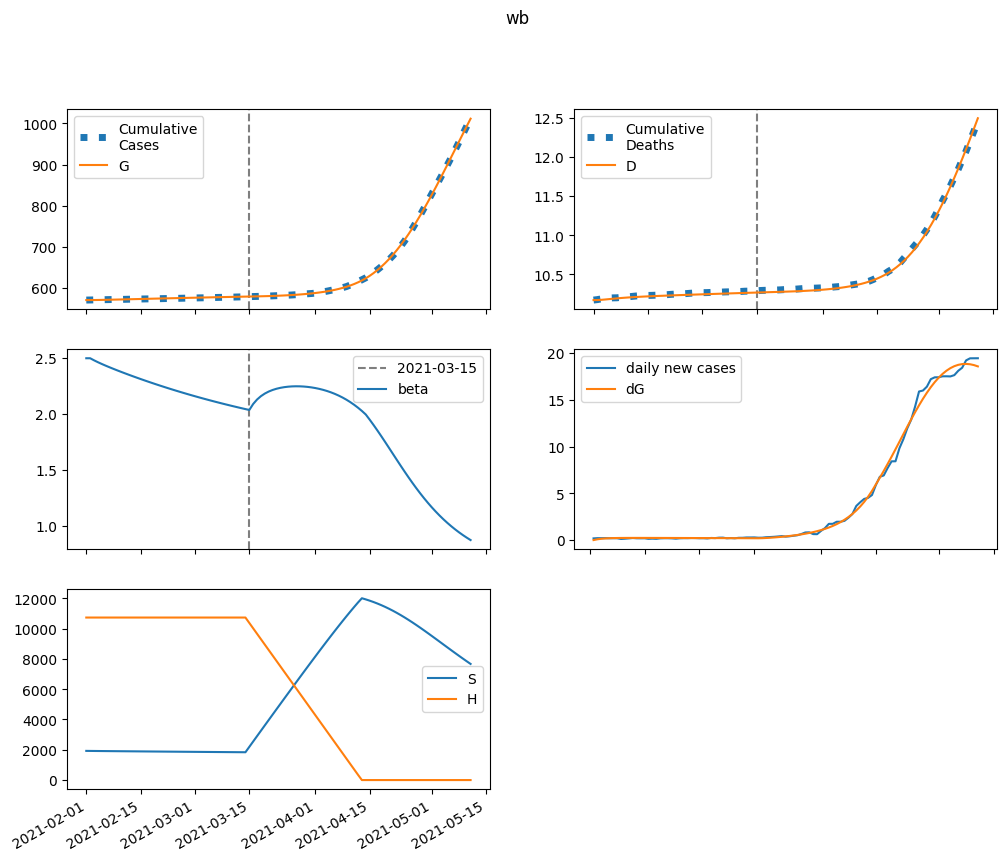 wb
1000
900
800
700
600
Cumulative
Cases
G
12.5
12.0
11.5
11.0
10.5
Cumulative
Deaths
D
2.5
2.0
1.5
1.0
2021-03-15
beta
20
15
10
5
0
daily new cases
dG
12000
10000
8000
6000
4000
2000
0
S
H
2021-02-01
2021-02-15
2021-03-01
2021-03-15
2021-04-01
2021-04-15
2021-05-01
2021-05-15